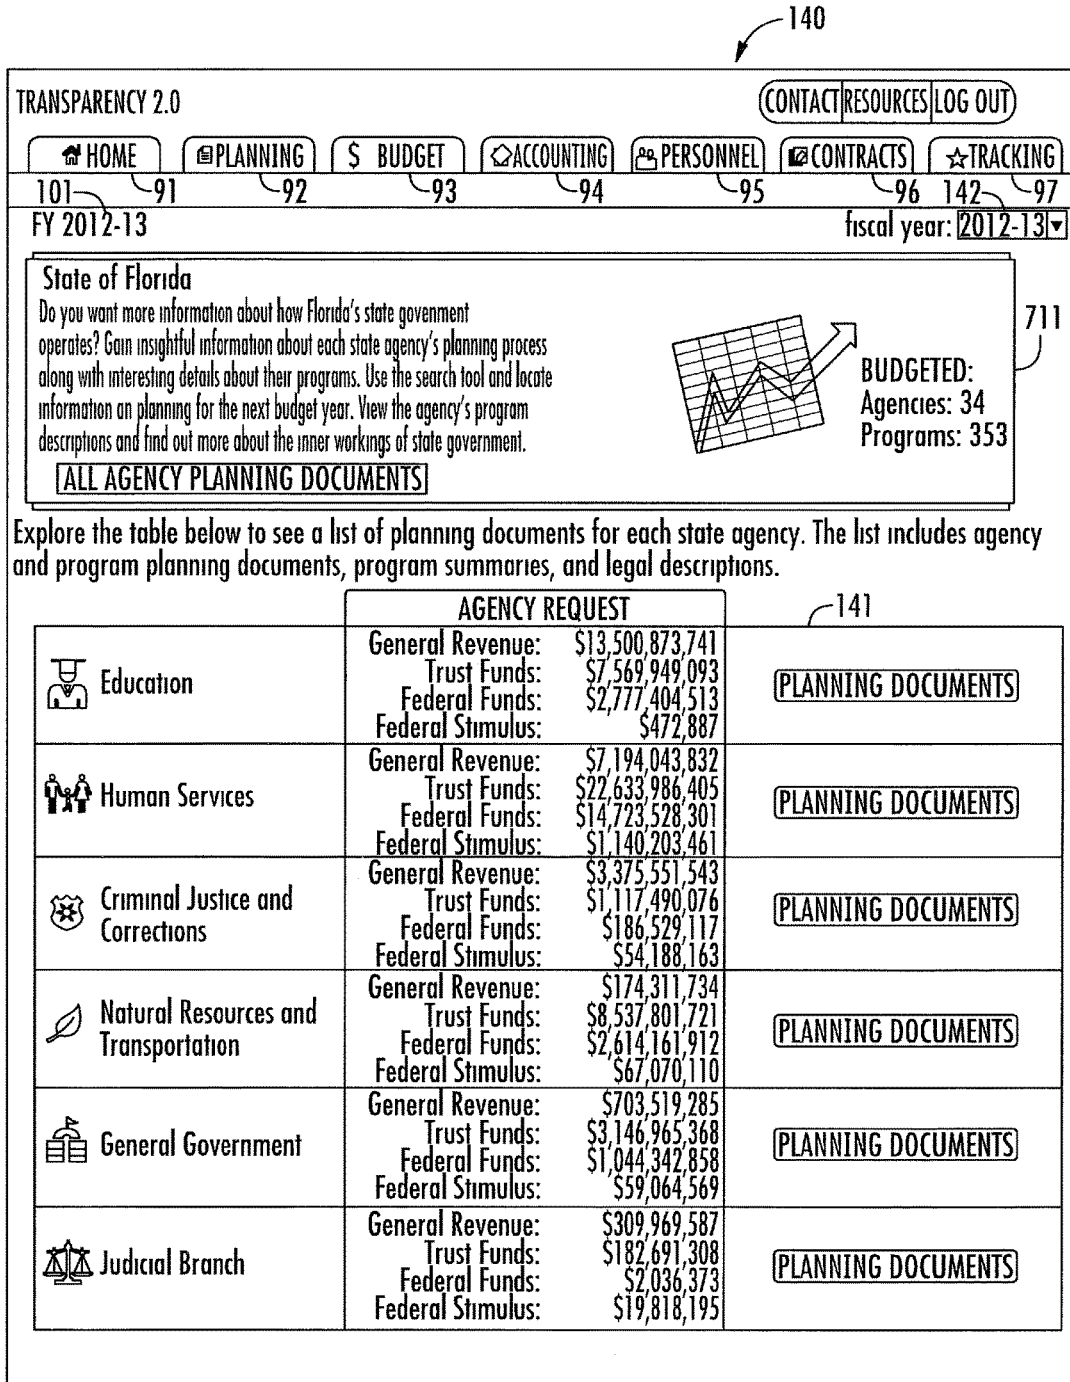 140
TRANSPARENCY 2.0
CONTACT RESOURCES LOG OUT
HOME PLANNING $ BUDGET ACCOUNTING PERSONNEL CONTRACTS TRACKING
101 91 92 93 94 95 96 142 97
FY 2012-13 fiscal year: 2012-13
State of Florida
Do you want more information about how Florida's state govenment
operates? Gain insightful information about each state agency's planning process
along with interesting details about their programs. Use the search tool and locate
information an planning for the next budget year. View the agency's program
descriptions and find out more about the inner workings of state government.
ALL AGENCY PLANNING DOCUMENTS
BUDGETED:
Agencies: 34
Programs: 353
711
Explore the table below to see a list of planning documents for each state agency. The list includes agency
and program planning documents, program summaries, and legal descriptions.
AGENCY REQUEST
141
Education
General Revenue: $13,500,873,741
Trust Funds: $7,569,949,093
Federal Funds: $2,777,404,513
Federal Stimulus: $472,887
PLANNING DOCUMENTS
Human Services
General Revenue: $7,194,043,832
Trust Funds: $22,633,986,405
Federal Funds: $14,723,528,301
Federal Stimulus: $1,140,203,461
PLANNING DOCUMENTS
Criminal Justice and
Corrections
General Revenue: $3,375,551,543
Trust Funds: $1,117,490,076
Federal Funds: $186,529,117
Federal Stimulus: $54,188,163
PLANNING DOCUMENTS
Natural Resources and
Transportation
General Revenue: $174,311,734
Trust Funds: $8,537,801,721
Federal Funds: $2,614,161,912
Federal Stimulus: $67,070,110
PLANNING DOCUMENTS
General Government
General Revenue: $703,519,285
Trust Funds: $3,146,965,368
Federal Funds: $1,044,342,858
Federal Stimulus: $59,064,569
PLANNING DOCUMENTS
Judicial Branch
General Revenue: $309,969,587
Trust Funds: $182,691,308
Federal Funds: $2,036,373
Federal Stimulus: $19,818,195
PLANNING DOCUMENTS